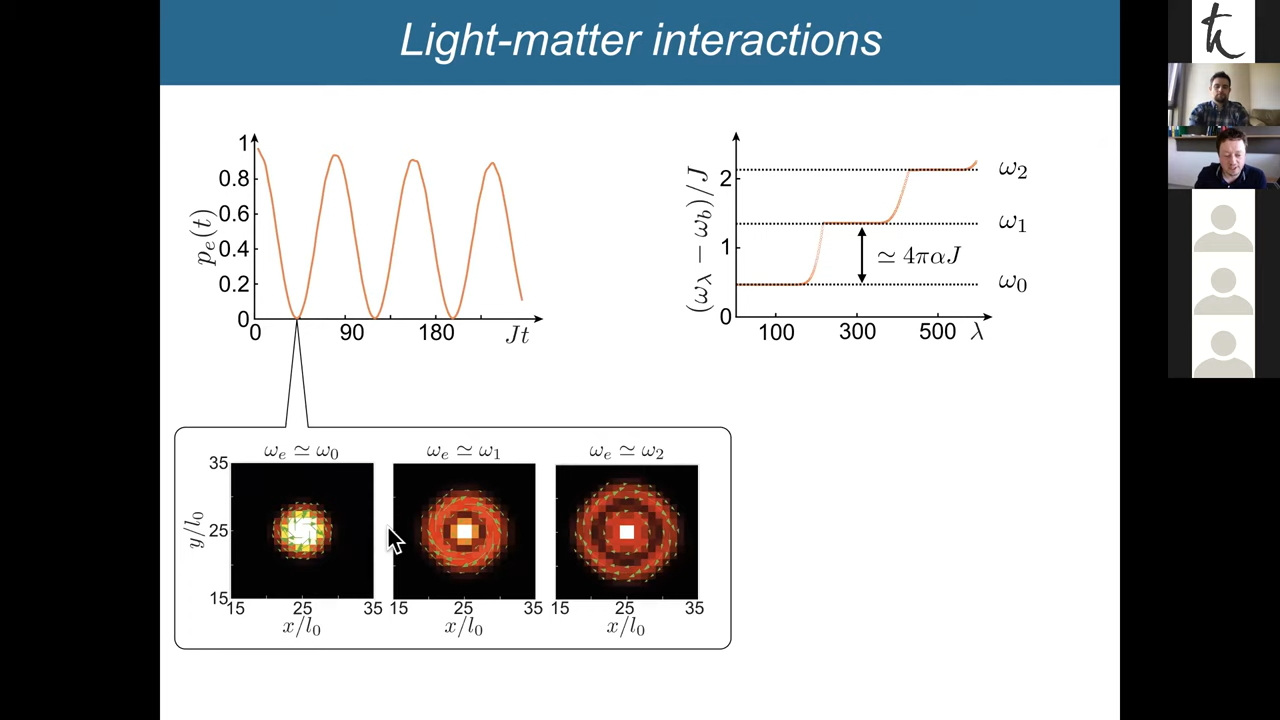 Light-matter interactions
1
0.8
0.6
0.4
0.2
0
p_e(t)
0 90 180 Jt
2
1
0
(ω_λ − ω_b)/J
100 300 500 λ
ω_2
ω_1
ω_0
≃ 4παJ
ω_e ≃ ω_0 ω_e ≃ ω_1 ω_e ≃ ω_2
35
25
15
y/l_0
15 25 35 15 25 35 15 25 35
x/l_0 x/l_0 x/l_0